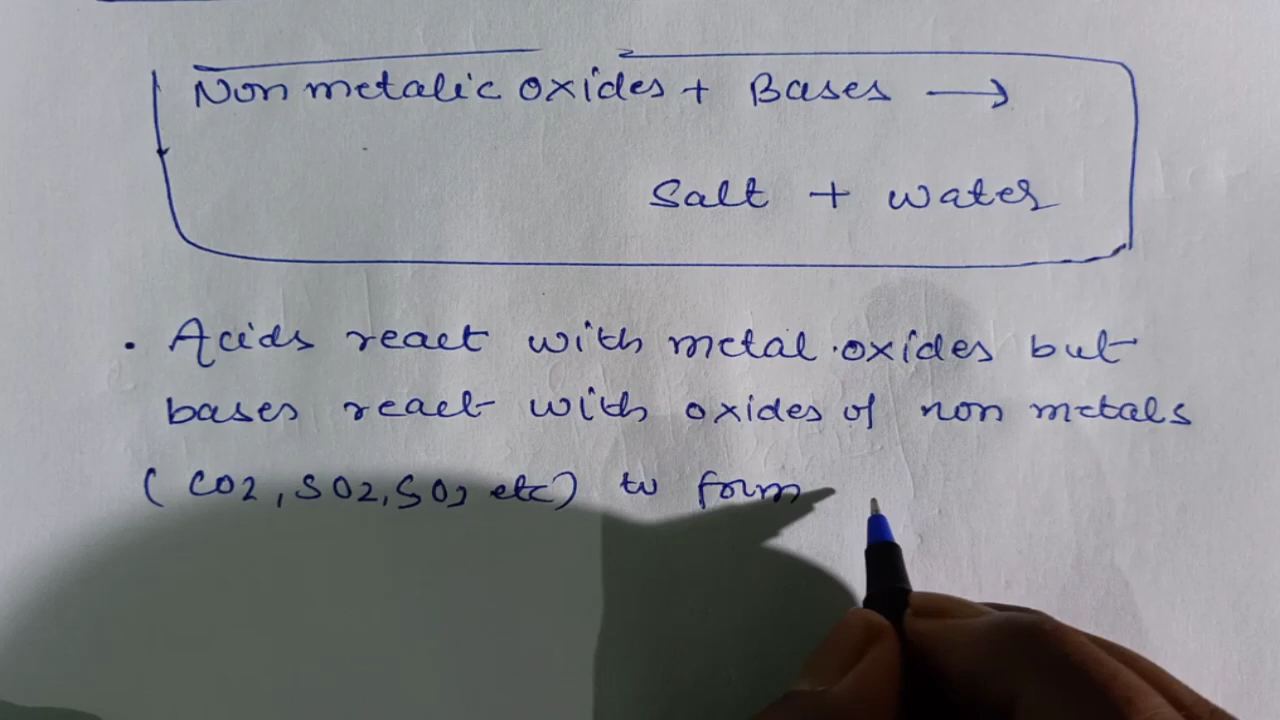 Non metalic oxides + Bases →
Salt + water
. Acids react with metal oxides but
bases react with oxides of non metals
( CO2, SO2, SO3 etc) to form